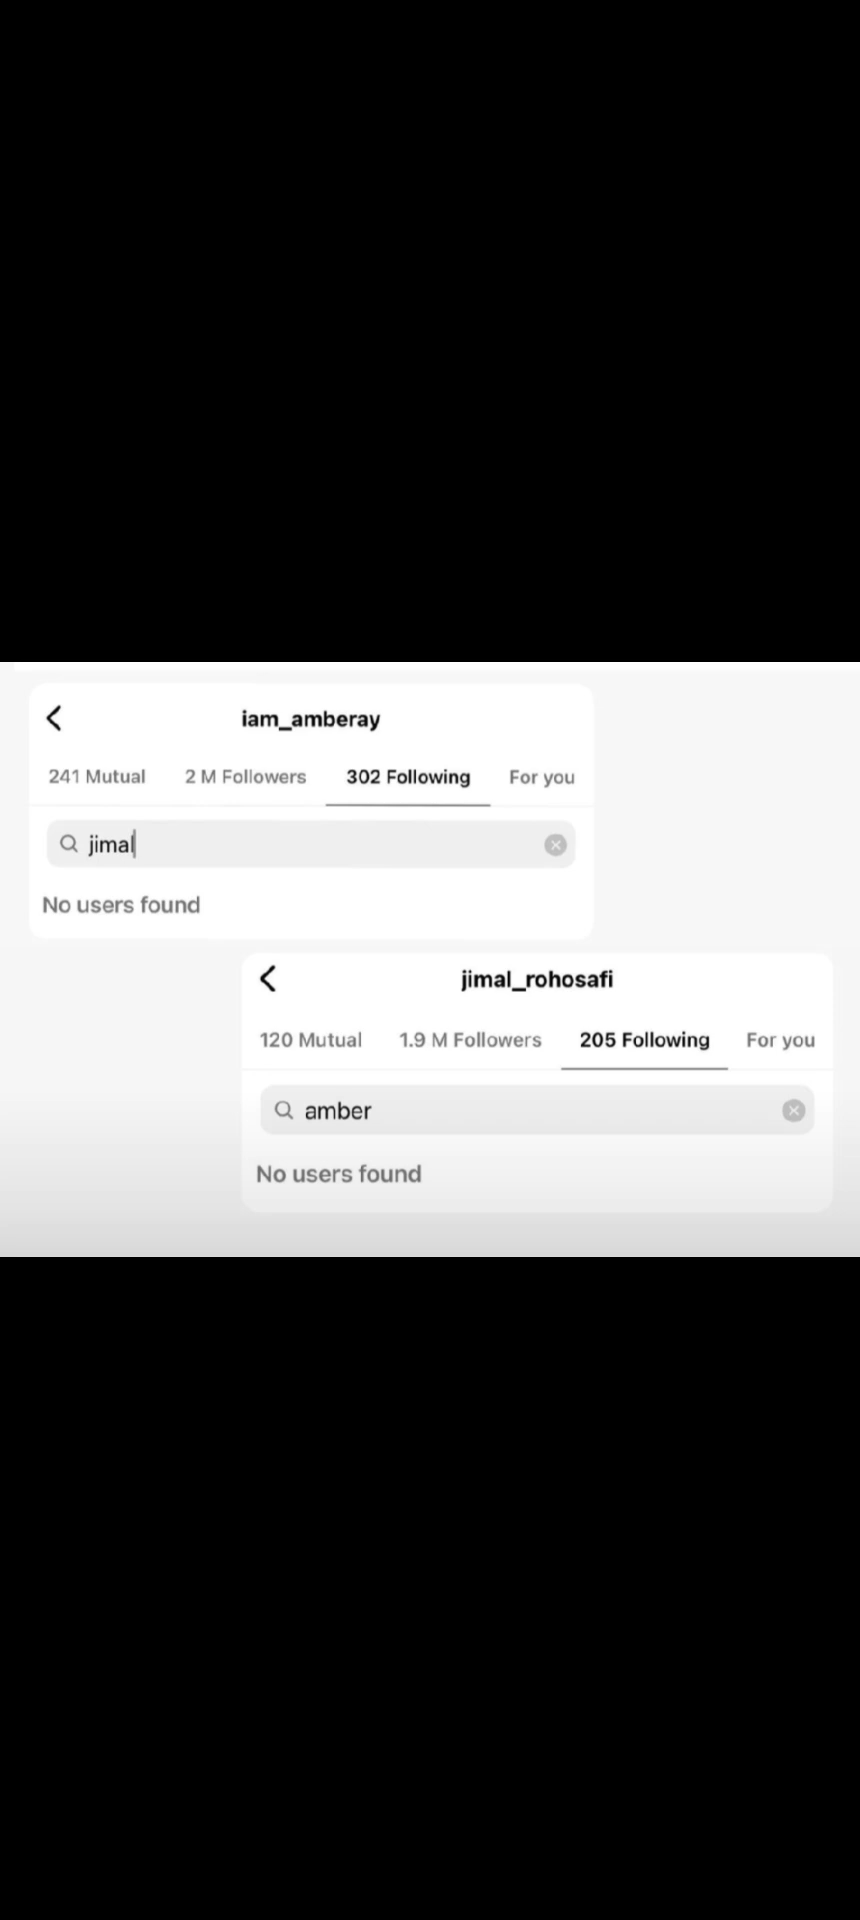 iam_amberay
241 Mutual 2 M Followers 302 Following For you
jimal
No users found
jimal_rohosafi
120 Mutual 1.9 M Followers 205 Following For you
amber
No users found